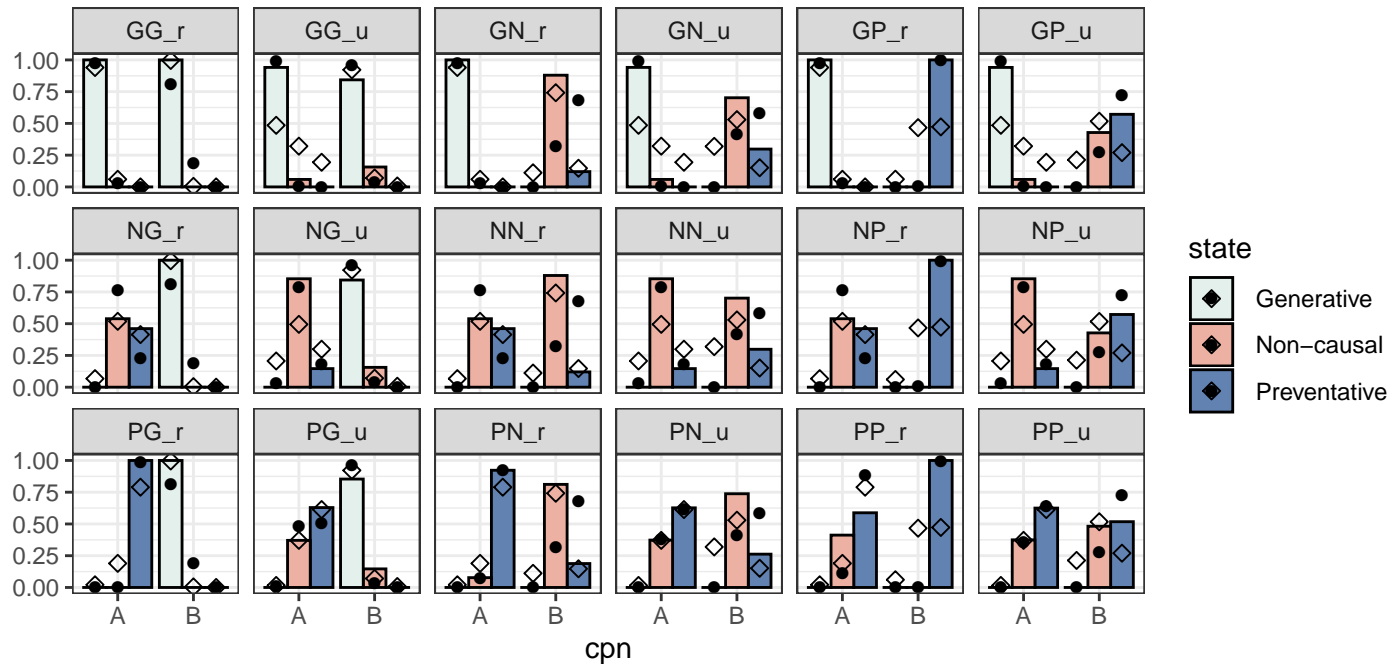 GG_r GG_u GN_r GN_u GP_r GP_u
1.00
0.75
0.50
0.25
0.00
NG_r NG_u NN_r NN_u NP_r NP_u
1.00
0.75
0.50
0.25
0.00
PG_r PG_u PN_r PN_u PP_r PP_u
1.00
0.75
0.50
0.25
0.00
A B A B A B A B A B A B
cpn
state
Generative
Non−causal
Preventative